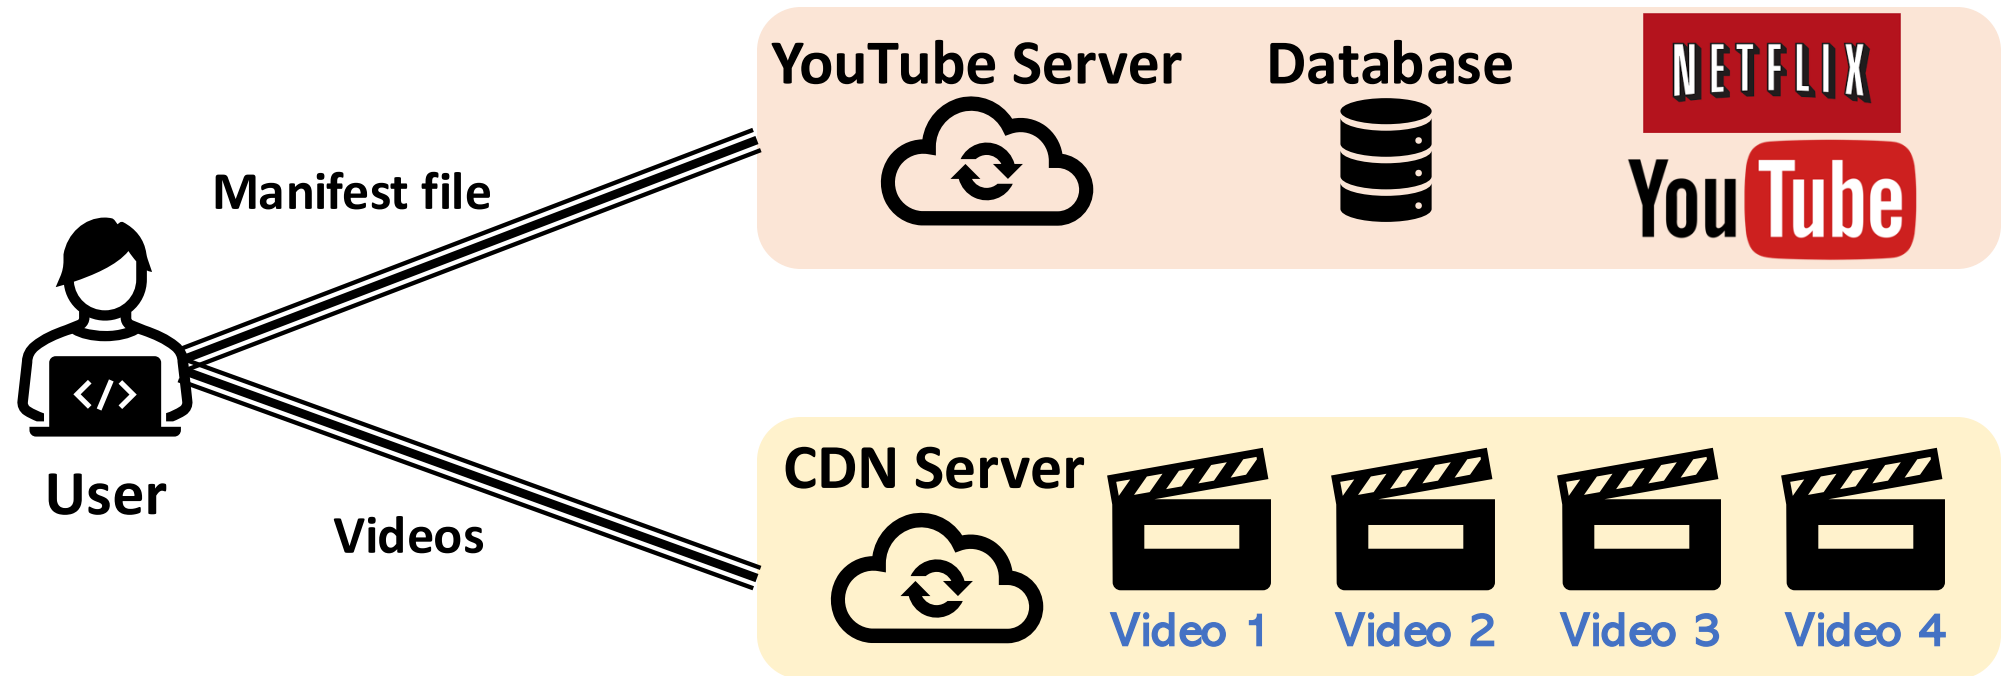 YouTube Server
Database
NETFLIX
YouTube
Manifest file
User
Videos
CDN Server
</>
Video 1
Video 2
Video 3
Video 4